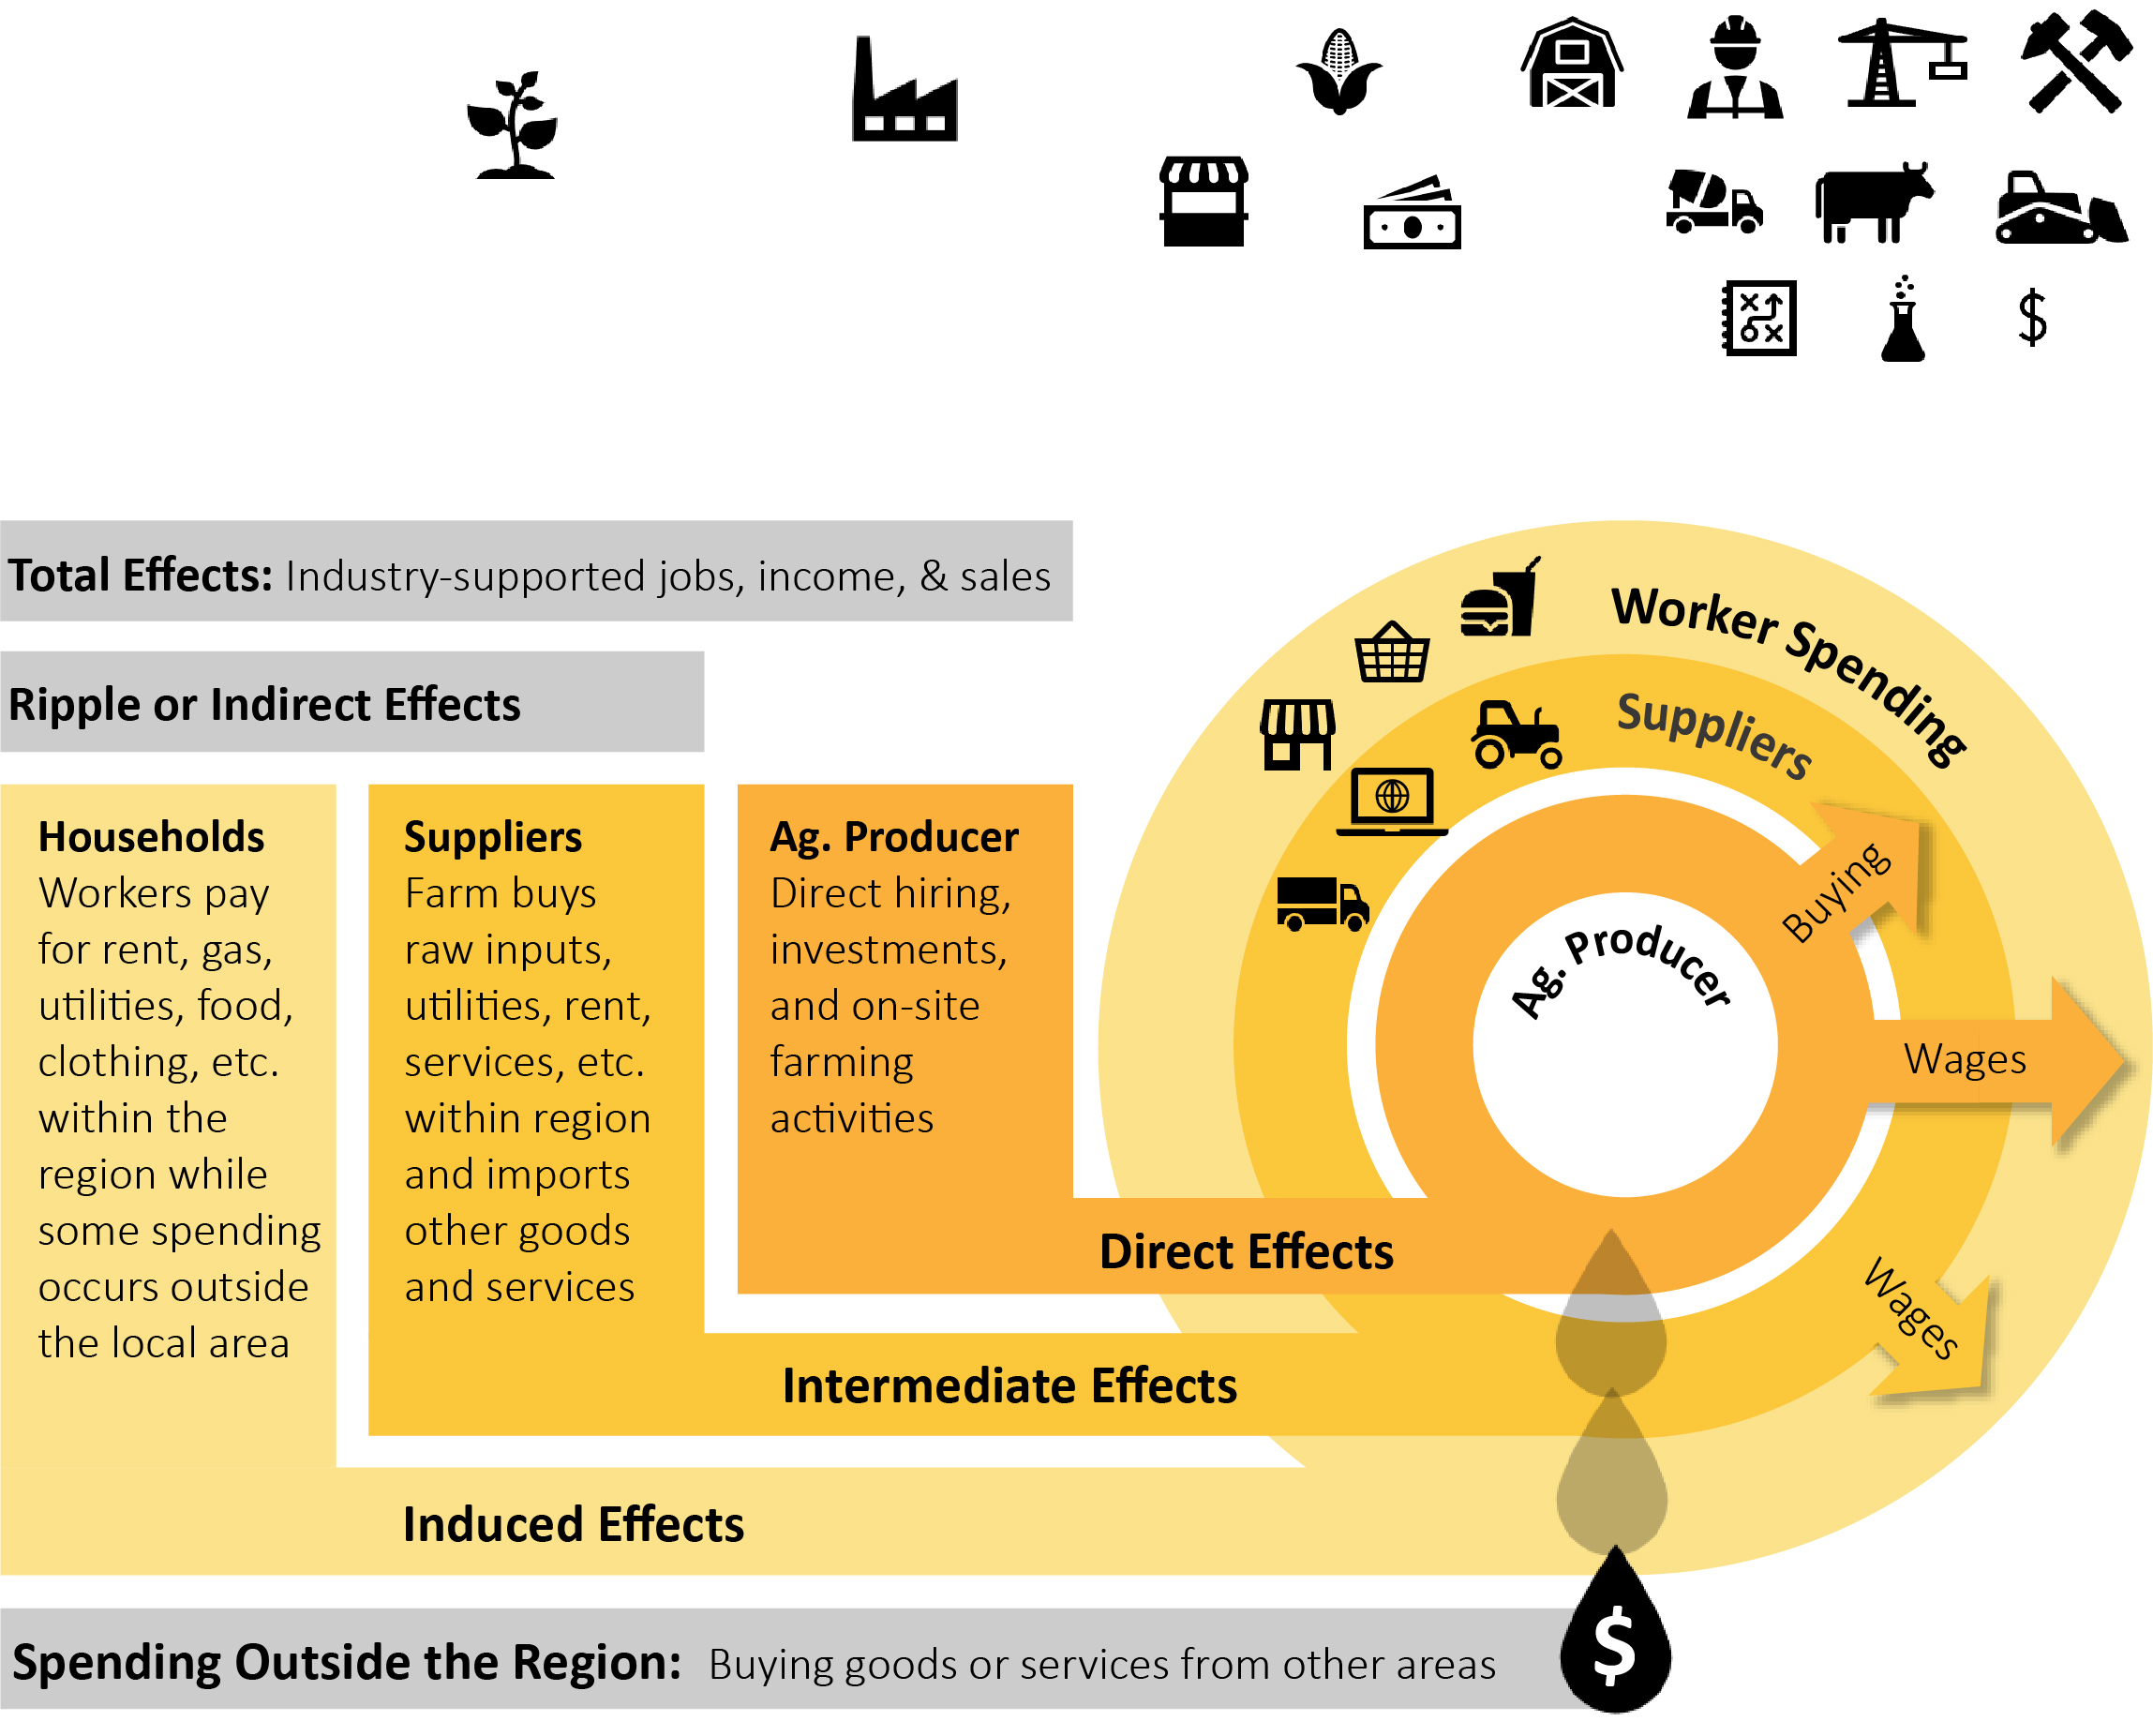 $
Total Effects: Industry-supported jobs, income, & sales
Ripple or Indirect Effects
Households
Workers pay
for rent, gas,
utilities, food,
clothing, etc.
within the
region while
some spending
occurs outside
the local area
Suppliers
Farm buys
raw inputs,
utilities, rent,
services, etc.
within region
and imports
other goods
and services
Ag. Producer
Direct hiring,
investments,
and on-site
farming
activities
Worker Spending
Suppliers
Ag. Producer
Buying
Wages
Wages
Direct Effects
Intermediate Effects
Induced Effects
Spending Outside the Region: Buying goods or services from other areas
$